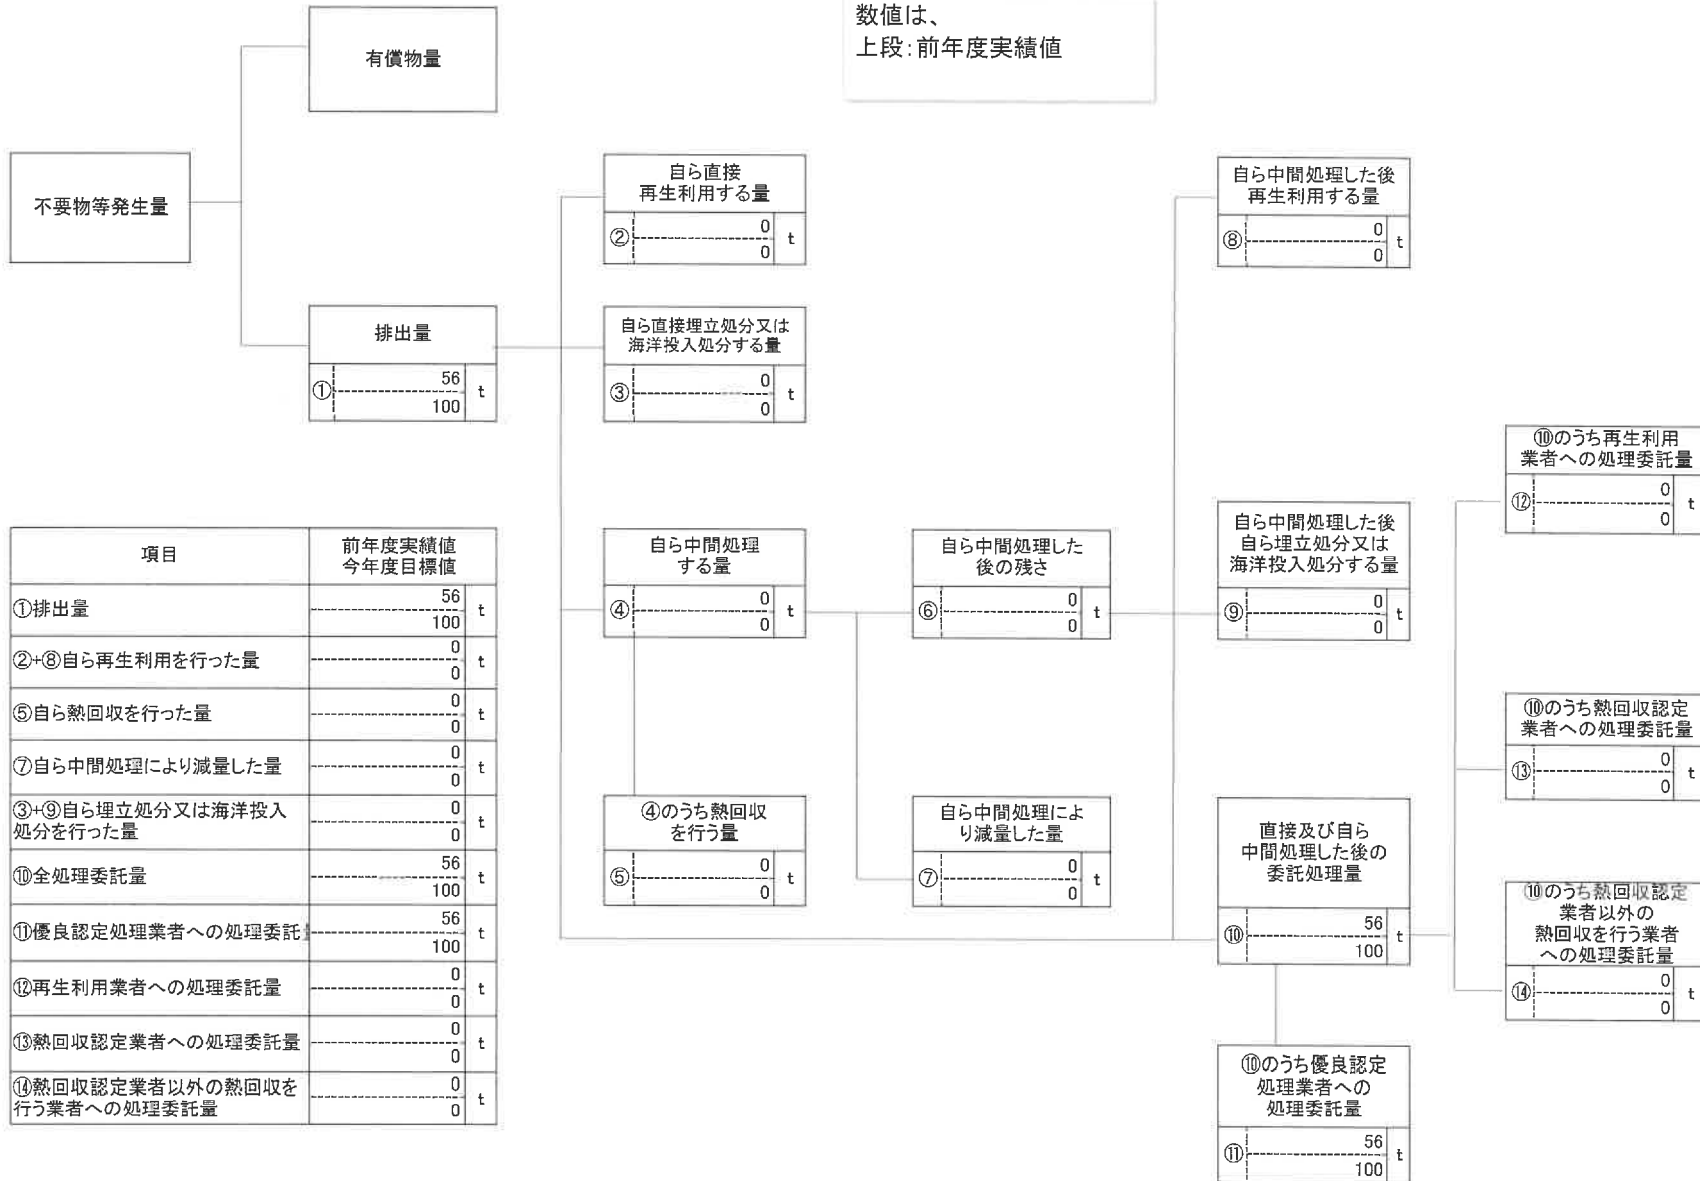 数値は、
上段:前年度実績値
有償物量
不要物等発生量
排出量
① 56 t
100
自ら直接
再生利用する量
② 0 t
0
自ら直接埋立処分又は
海洋投入処分する量
③ 0 t
0
自ら中間処理
する量
④ 0 t
0
④のうち熱回収
を行う量
⑤ 0 t
0
自ら中間処理した
後の残さ
⑥ 0 t
0
自ら中間処理によ
り減量した量
⑦ 0 t
0
自ら中間処理した後
再生利用する量
⑧ 0 t
0
自ら中間処理した後
自ら埋立処分又は
海洋投入処分する量
⑨ 0 t
0
直接及び自ら
中間処理した後の
委託処理量
⑩ 56 t
100
⑩のうち優良認定
処理業者への
処理委託量
⑪ 56 t
100
⑩のうち再生利用
業者への処理委託量
⑫ 0 t
0
⑩のうち熱回収認定
業者への処理委託量
⑬ 0 t
0
⑩のうち熱回収認定
業者以外の
熱回収を行う業者
への処理委託量
⑭ 0 t
0
項目 前年度実績値
今年度目標値
①排出量 56 t
100
②+⑧自ら再生利用を行った量 0 t
0
⑤自ら熱回収を行った量 0 t
0
⑦自ら中間処理により減量した量 0 t
0
③+⑨自ら埋立処分又は海洋投入
処分を行った量 0 t
0
⑩全処理委託量 56 t
100
⑪優良認定処理業者への処理委託 56 t
100
⑫再生利用業者への処理委託量 0 t
0
⑬熱回収認定業者への処理委託量 0 t
0
⑭熱回収認定業者以外の熱回収を
行う業者への処理委託量 0 t
0